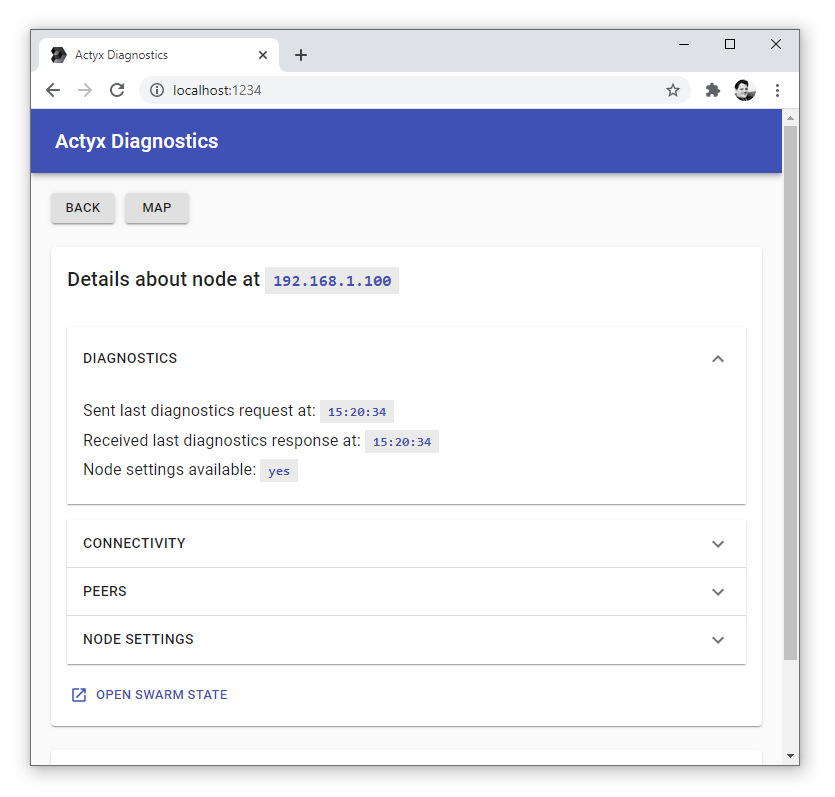 Actyx Diagnostics
localhost:1234
Actyx Diagnostics
BACK MAP
Details about node at 192.168.1.100
DIAGNOSTICS
Sent last diagnostics request at: 15:20:34
Received last diagnostics response at: 15:20:34
Node settings available: yes
CONNECTIVITY
PEERS
NODE SETTINGS
OPEN SWARM STATE